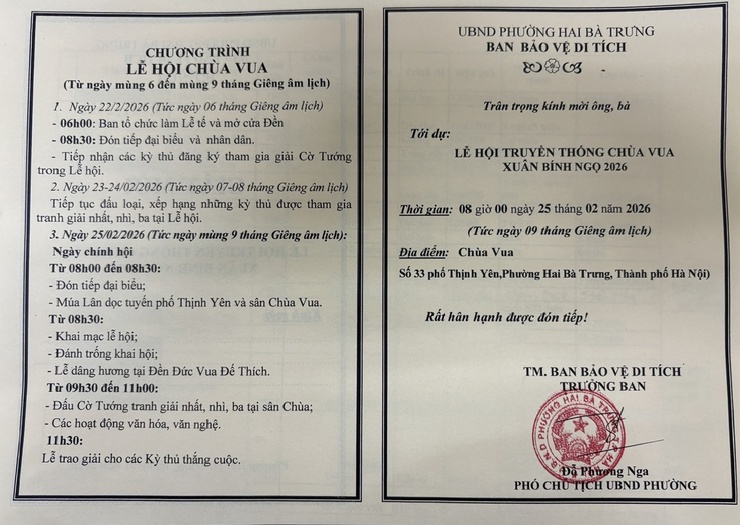 CHƯƠNG TRÌNH
LỄ HỘI CHÙA VUA
(Từ ngày mùng 6 đến mùng 9 tháng Giêng âm lịch)
1. Ngày 22/2/2026 (Tức ngày 06 tháng Giêng âm lịch)
- 06h00: Ban tổ chức làm Lễ tế và mở cửa Đền
- 08h30: Đón tiếp đại biểu và nhân dân.
- Tiếp nhận các kỳ thủ đăng ký tham gia giải Cờ Tướng
trong Lễ hội.
2. Ngày 23-24/02/2026 (Tức ngày 07-08 tháng Giêng âm lịch)
Tiếp tục đấu loại, xếp hạng những kỳ thủ được tham gia
tranh giải nhất, nhì, ba tại Lễ hội.
3. Ngày 25/02/2026 (Tức ngày mùng 9 tháng Giêng âm lịch):
Ngày chính hội
Từ 08h00 đến 08h30:
- Đón tiếp đại biểu;
- Múa Lân dọc tuyến phố Thịnh Yên và sân Chùa Vua.
Từ 08h30:
- Khai mạc lễ hội;
- Đánh trống khai hội;
- Lễ dâng hương tại Đền Đức Vua Đế Thích.
Từ 09h30 đến 11h00:
- Đấu Cờ Tướng tranh giải nhất, nhì, ba tại sân Chùa;
- Các hoạt động văn hóa, văn nghệ.
11h30:
Lễ trao giải cho các Kỳ thủ thắng cuộc.
UBND PHƯỜNG HAI BÀ TRƯNG
BAN BẢO VỆ DI TÍCH
Trân trọng kính mời ông, bà
Tới dự:
LỄ HỘI TRUYỀN THỐNG CHÙA VUA
XUÂN BÍNH NGỌ 2026
Thời gian: 08 giờ 00 ngày 25 tháng 02 năm 2026
(Tức ngày 09 tháng Giêng âm lịch)
Địa điểm: Chùa Vua
Số 33 phố Thịnh Yên,Phường Hai Bà Trưng, Thành phố Hà Nội)
Rất hân hạnh được đón tiếp!
TM. BAN BẢO VỆ DI TÍCH
TRƯỞNG BAN
U.B.N.D PHƯỜNG HAI BÀ TRƯNG
Đỗ Phương Nga
PHÓ CHỦ TỊCH UBND PHƯỜNG